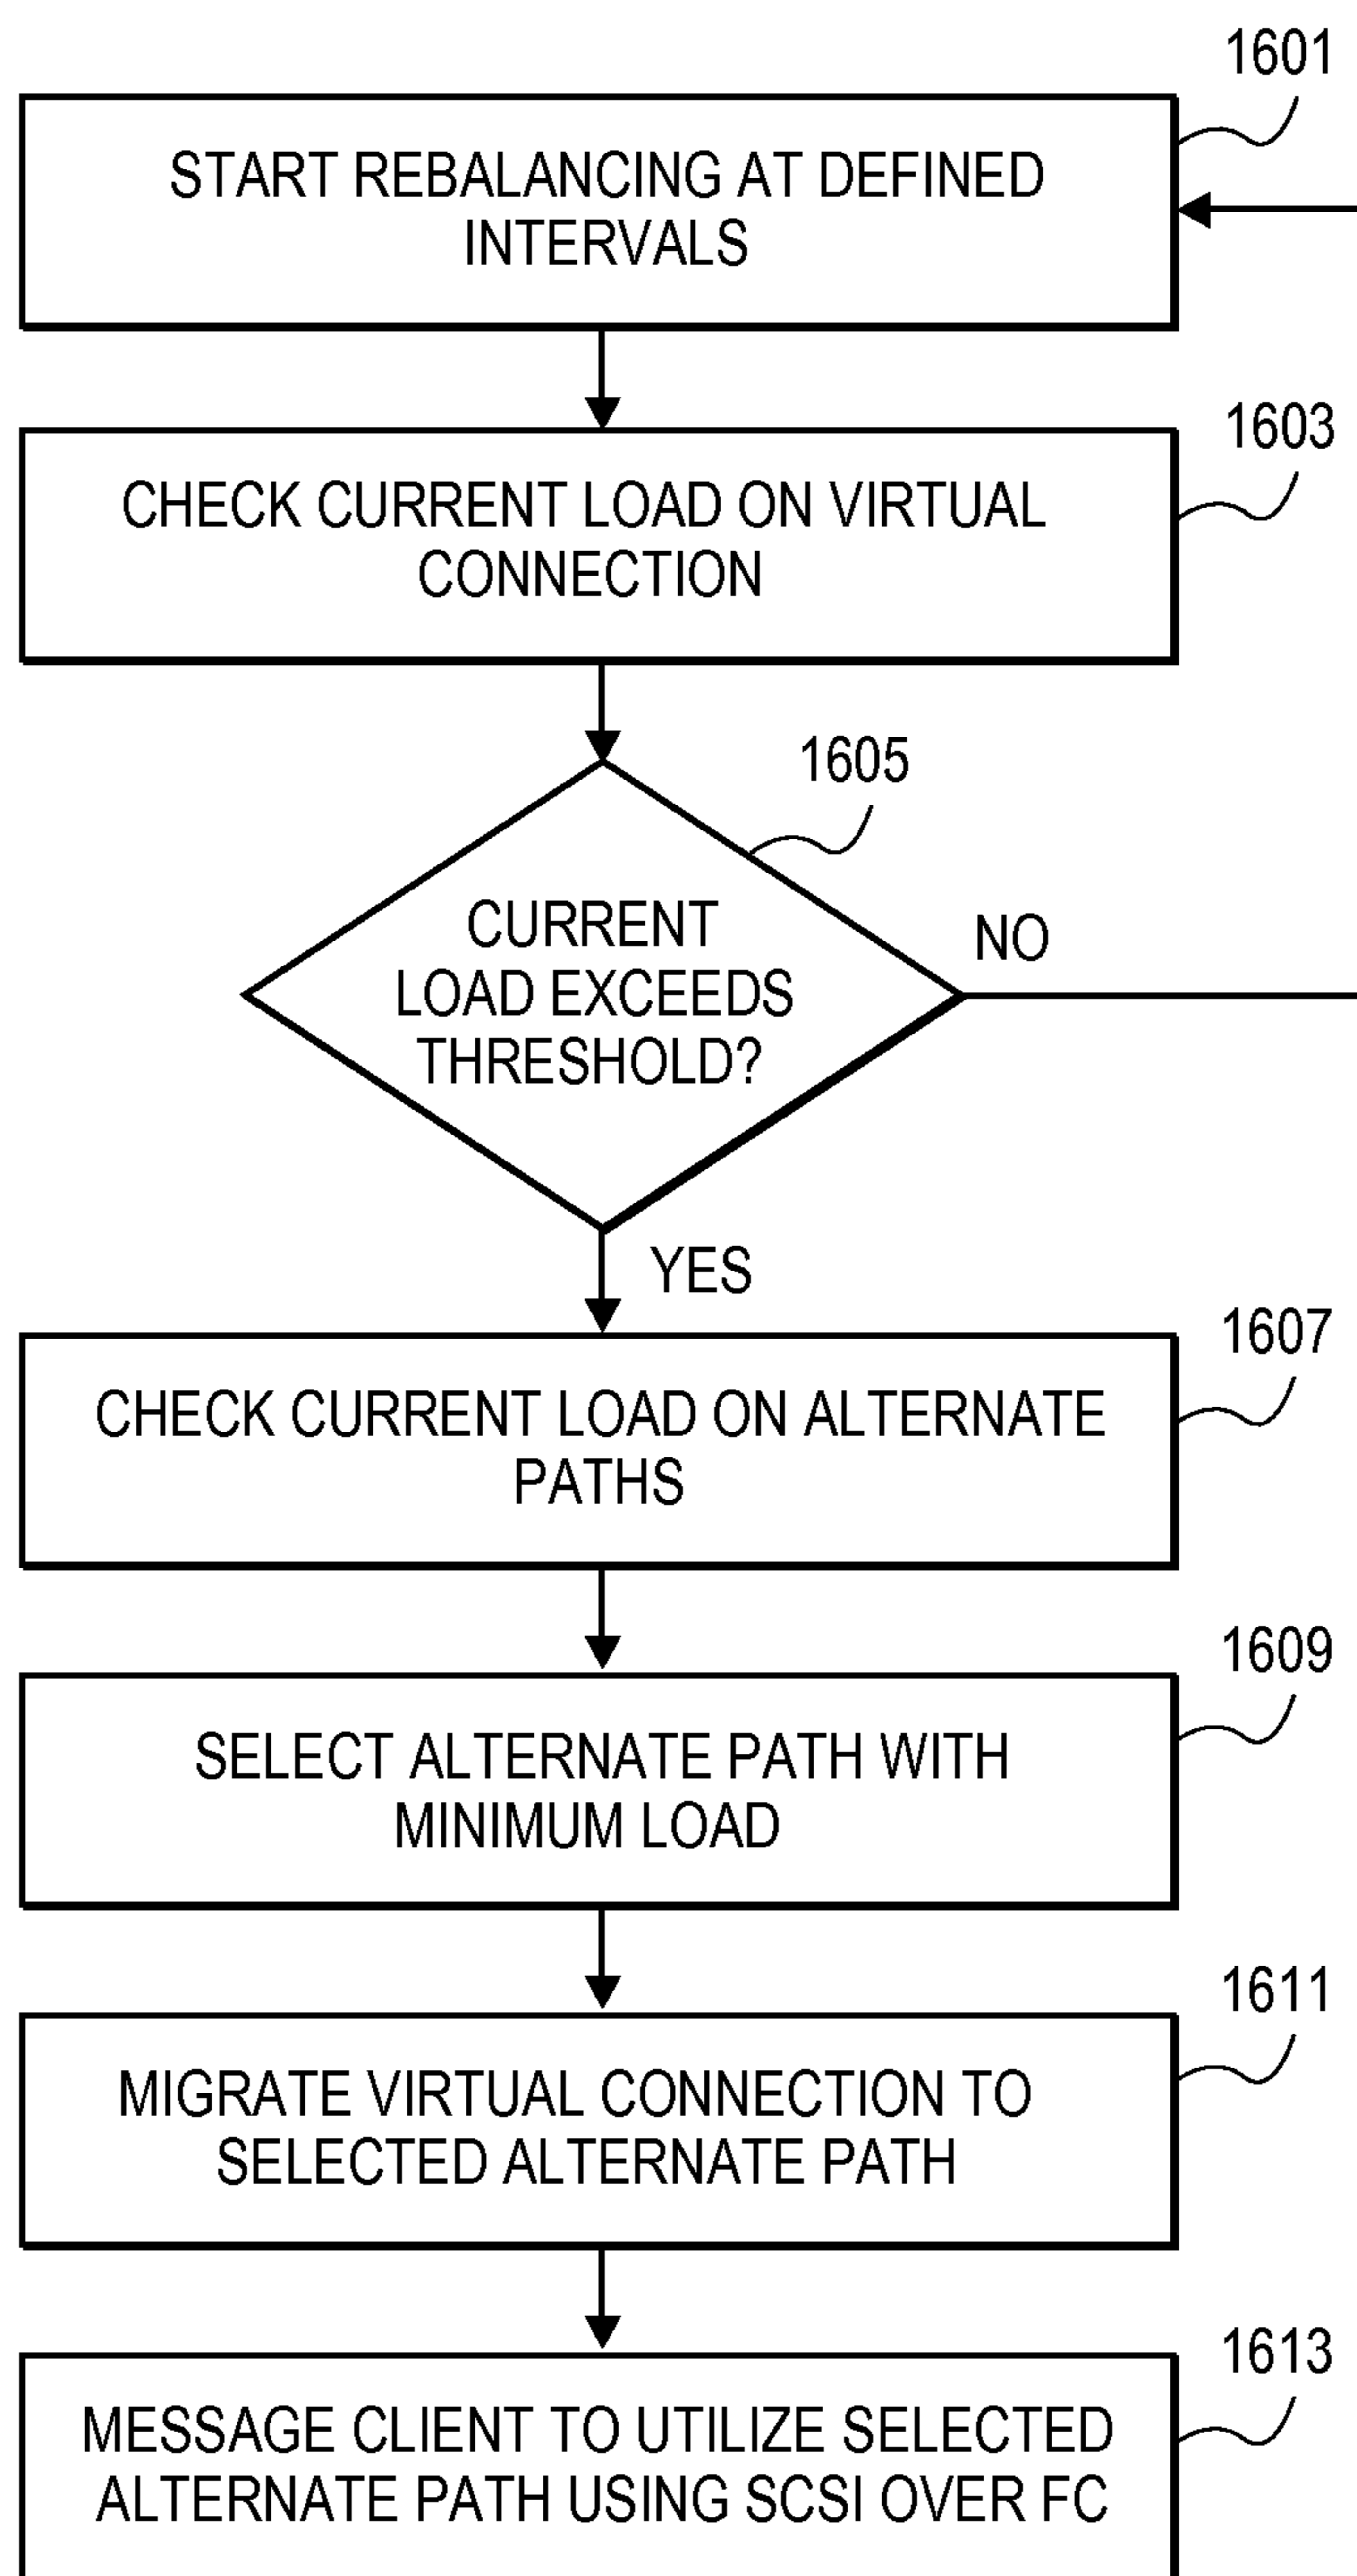 1601
START REBALANCING AT DEFINED
INTERVALS
1603
CHECK CURRENT LOAD ON VIRTUAL
CONNECTION
1605
CURRENT
LOAD EXCEEDS
THRESHOLD?
NO
YES
1607
CHECK CURRENT LOAD ON ALTERNATE
PATHS
1609
SELECT ALTERNATE PATH WITH
MINIMUM LOAD
1611
MIGRATE VIRTUAL CONNECTION TO
SELECTED ALTERNATE PATH
1613
MESSAGE CLIENT TO UTILIZE SELECTED
ALTERNATE PATH USING SCSI OVER FC